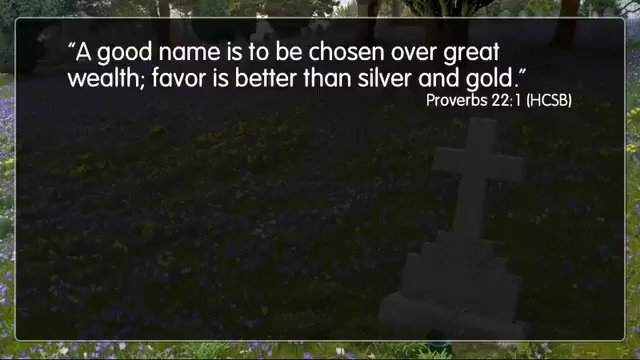 “A good name is to be chosen over great
wealth; favor is better than silver and gold.”
Proverbs 22:1 (HCSB)